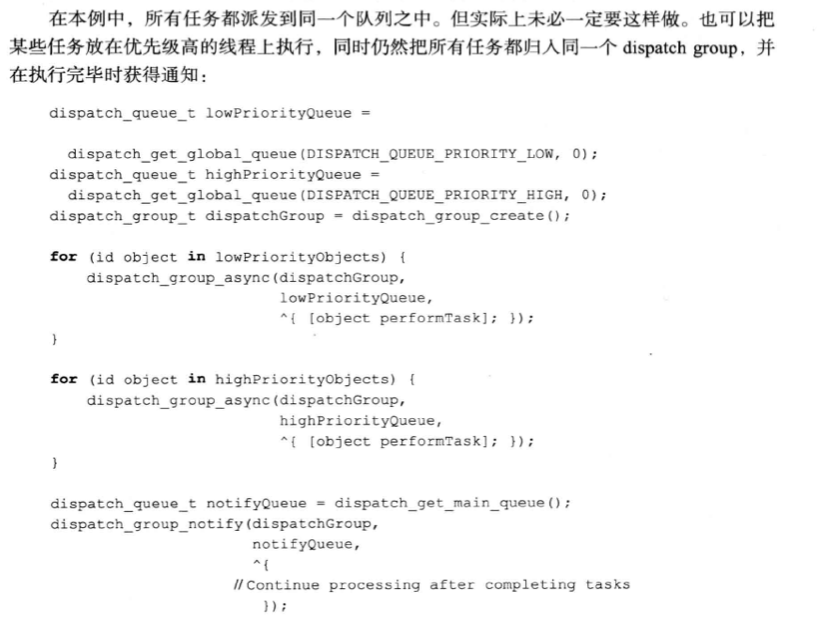 在本例中，所有任务都派发到同一个队列之中。但实际上未必一定要这样做。也可以把
某些任务放在优先级高的线程上执行，同时仍然把所有任务都归入同一个 dispatch group，并
在执行完毕时获得通知：
dispatch_queue_t lowPriorityQueue =
dispatch_get_global_queue(DISPATCH_QUEUE_PRIORITY_LOW, 0);
dispatch_queue_t highPriorityQueue =
dispatch_get_global_queue(DISPATCH_QUEUE_PRIORITY_HIGH, 0);
dispatch_group_t dispatchGroup = dispatch_group_create();
for (id object in lowPriorityObjects) {
dispatch_group_async(dispatchGroup,
lowPriorityQueue,
^{ [object performTask]; });
}
for (id object in highPriorityObjects) {
dispatch_group_async(dispatchGroup,
highPriorityQueue,
^{ [object performTask]; });
}
dispatch_queue_t notifyQueue = dispatch_get_main_queue();
dispatch_group_notify(dispatchGroup,
notifyQueue,
^{
//Continue processing after completing tasks
});